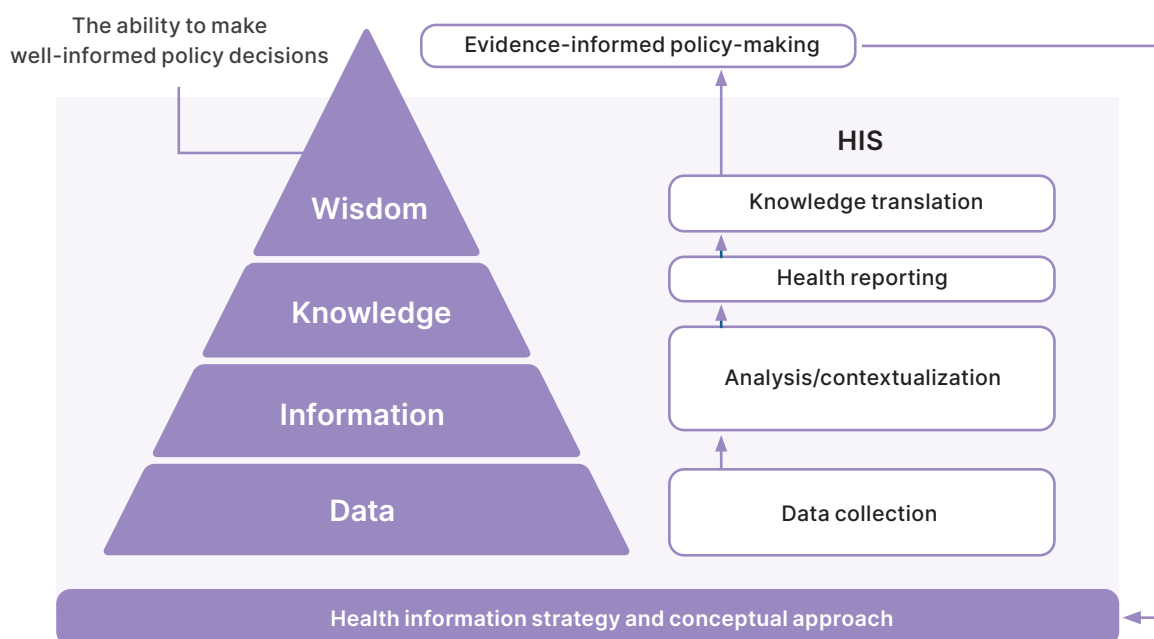 The ability to make
well-informed policy decisions
Evidence-informed policy-making
HIS
Wisdom
Knowledge translation
Health reporting
Knowledge
Analysis/contextualization
Information
Data
Data collection
Health information strategy and conceptual approach